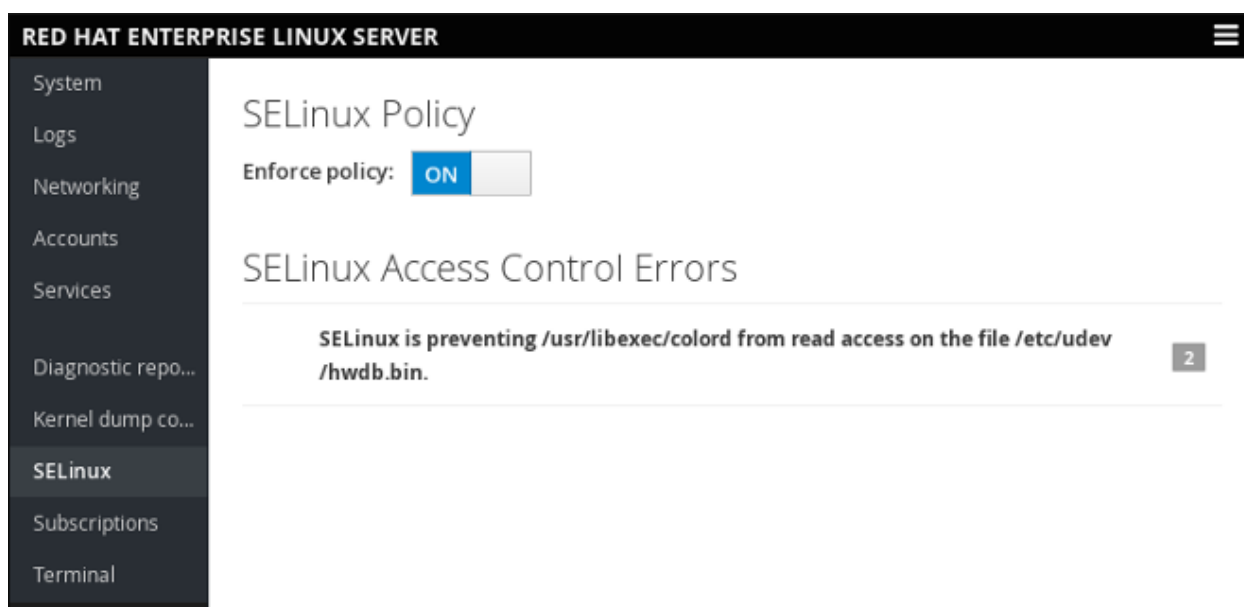 RED HAT ENTERPRISE LINUX SERVER
System
Logs
Networking
Accounts
Services
Diagnostic repo...
Kernel dump co...
SELinux
Subscriptions
Terminal
SELinux Policy
Enforce policy: ON
SELinux Access Control Errors
SELinux is preventing /usr/libexec/colord from read access on the file /etc/udev
/hwdb.bin.
2